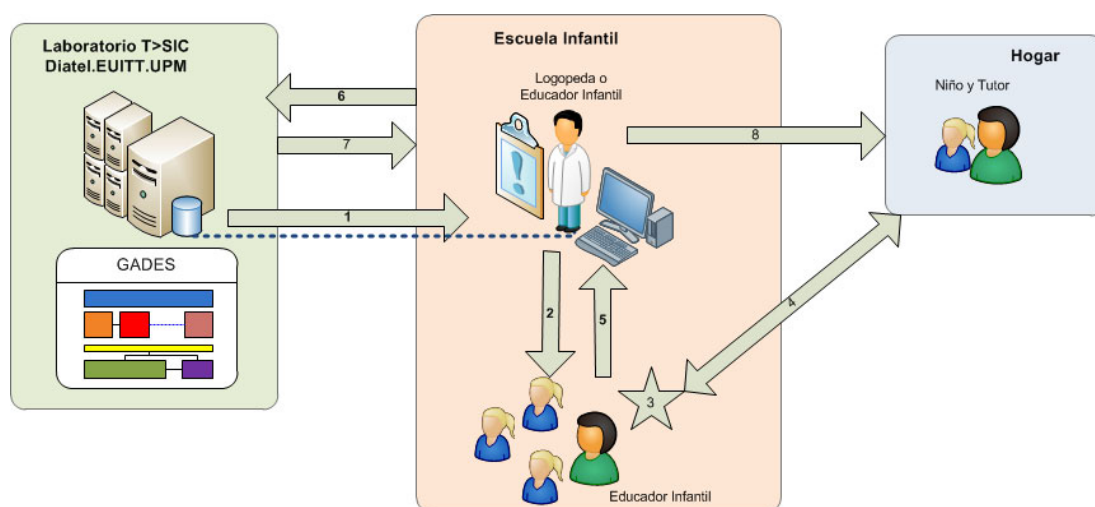 Laboratorio T>SIC
Diatel.EUITT.UPM
6
7
1
GADES
Escuela Infantil
Logopeda o
Educador Infantil
2
5
3
Educador Infantil
8
4
Hogar
Niño y Tutor